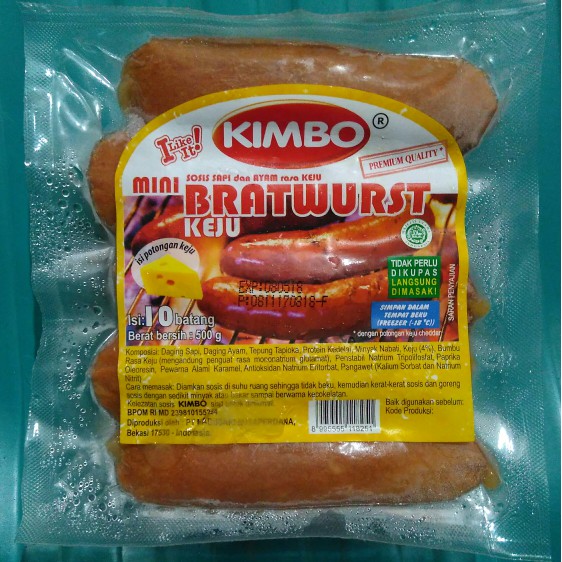 I Like It!
KIMBO ®
PREMIUM QUALITY *
SOSIS SAPI dan AYAM rasa KEJU
MINI BRATWURST
KEJU
isi potongan keju
HALAL
TIDAK PERLU
DIKUPAS
LANGSUNG
DIMASAK!
SIMPAN DALAM
TEMPAT BEKU
(FREEZER (-18 °C))
SARAN PENYAJIAN
EXP:080518
P:0811170818-F
Isi: 10 batang
Berat bersih : 500 g
* dengan potongan keju cheddar
Komposisi: Daging Sapi, Daging Ayam, Tepung Tapioka, Protein Kedelai, Minyak Nabati, Keju (4%), Bumbu
Rasa Keju (mengandung penguat rasa mononatrium glutamat), Penstabil Natrium Tripolifosfat, Paprika
Oleoresin, Pewarna Alami Karamel, Antioksidan Natrium Eritorbat, Pengawet (Kalium Sorbat dan Natrium
Nitrit)
Cara memasak: Diamkan sosis di suhu ruang sehingga tidak beku, kemudian kerat-kerat sosis dan goreng
sosis dengan sedikit minyak atau bakar sampai berwarna kecokelatan.
Kelezatan sosis KIMBO
BPOM RI MD
Diproduksi oleh : PT
Bekasi 17530 - Indonesia
Baik digunakan sebelum:
Kode Produksi:
8 995595 110251